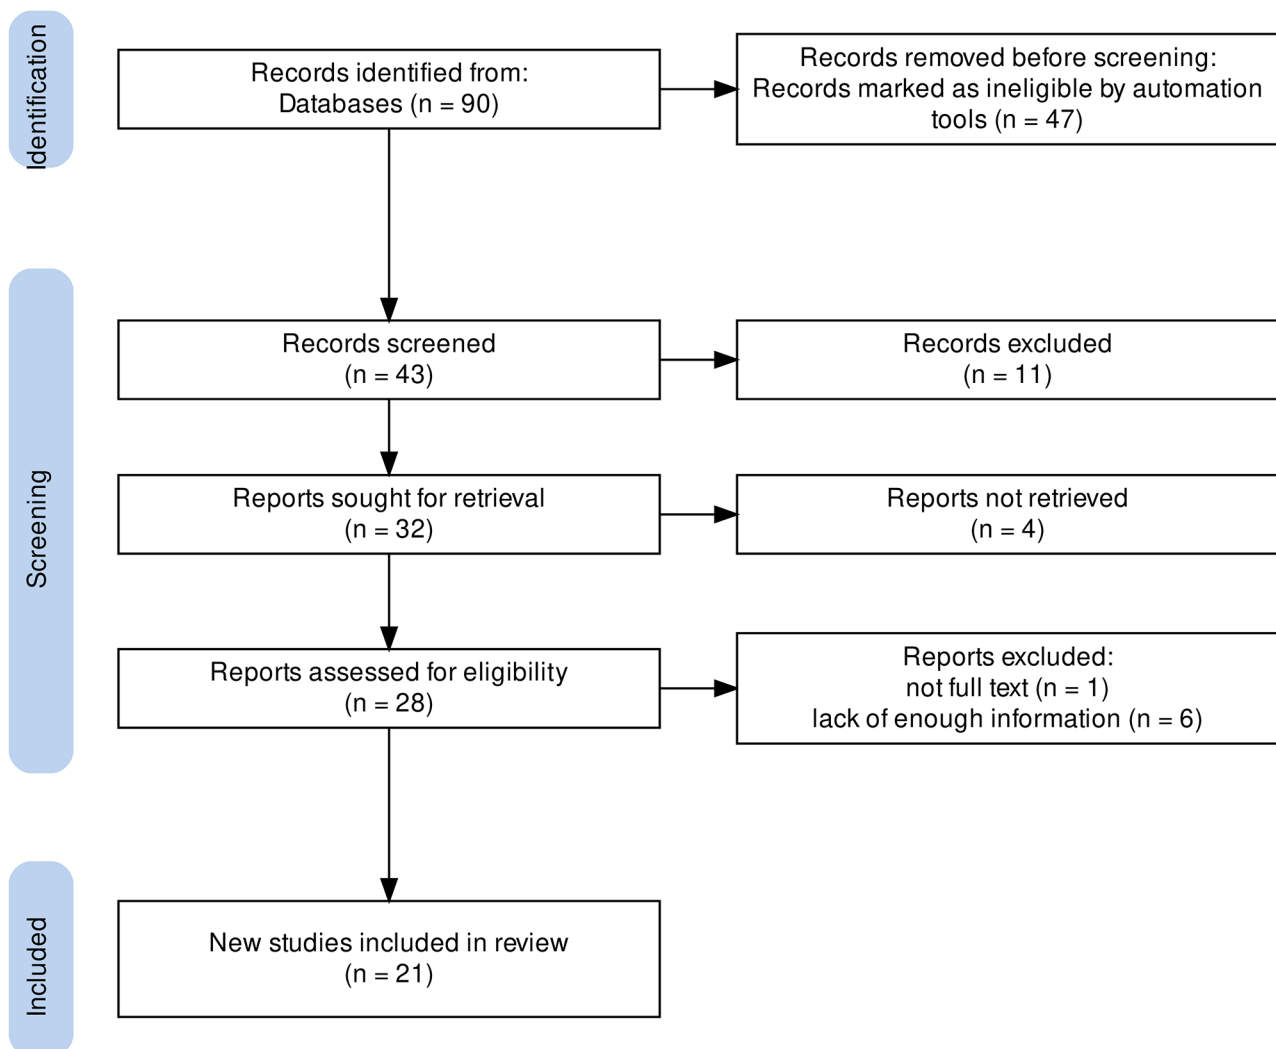 Identification
Records identified from:
Databases (n = 90)
Records removed before screening:
Records marked as ineligible by automation
tools (n = 47)
Screening
Records screened
(n = 43)
Records excluded
(n = 11)
Reports sought for retrieval
(n = 32)
Reports not retrieved
(n = 4)
Reports assessed for eligibility
(n = 28)
Reports excluded:
not full text (n = 1)
lack of enough information (n = 6)
Included
New studies included in review
(n = 21)